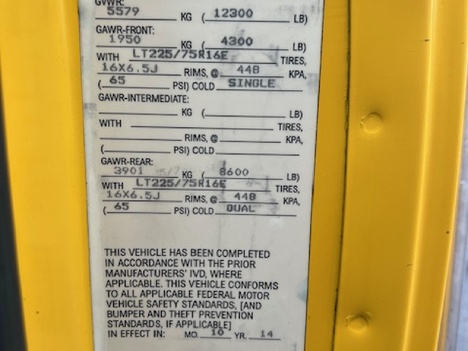 GVWR:
5579 KG ( 12300 LB)
GAWR-FRONT:
1950 KG ( 4300 LB)
WITH LT225/75R16E TIRES,
16X6.5J RIMS, @ 448 KPA,
( 65 PSI) COLD SINGLE
GAWR-INTERMEDIATE:
KG ( LB)
WITH TIRES,
RIMS, @ KPA,
( PSI) COLD
GAWR-REAR:
3901 KG ( 8600 LB)
WITH LT225/75R16E TIRES,
16X6.5J RIMS, @ 448 KPA,
( 65 PSI) COLD DUAL
THIS VEHICLE HAS BEEN COMPLETED
IN ACCORDANCE WITH THE PRIOR
MANUFACTURERS' IVD, WHERE
APPLICABLE. THIS VEHICLE CONFORMS
TO ALL APPLICABLE FEDERAL MOTOR
VEHICLE SAFETY STANDARDS, [AND
BUMPER AND THEFT PREVENTION
STANDARDS, IF APPLICABLE]
IN EFFECT IN: MO. 10 YR. 14